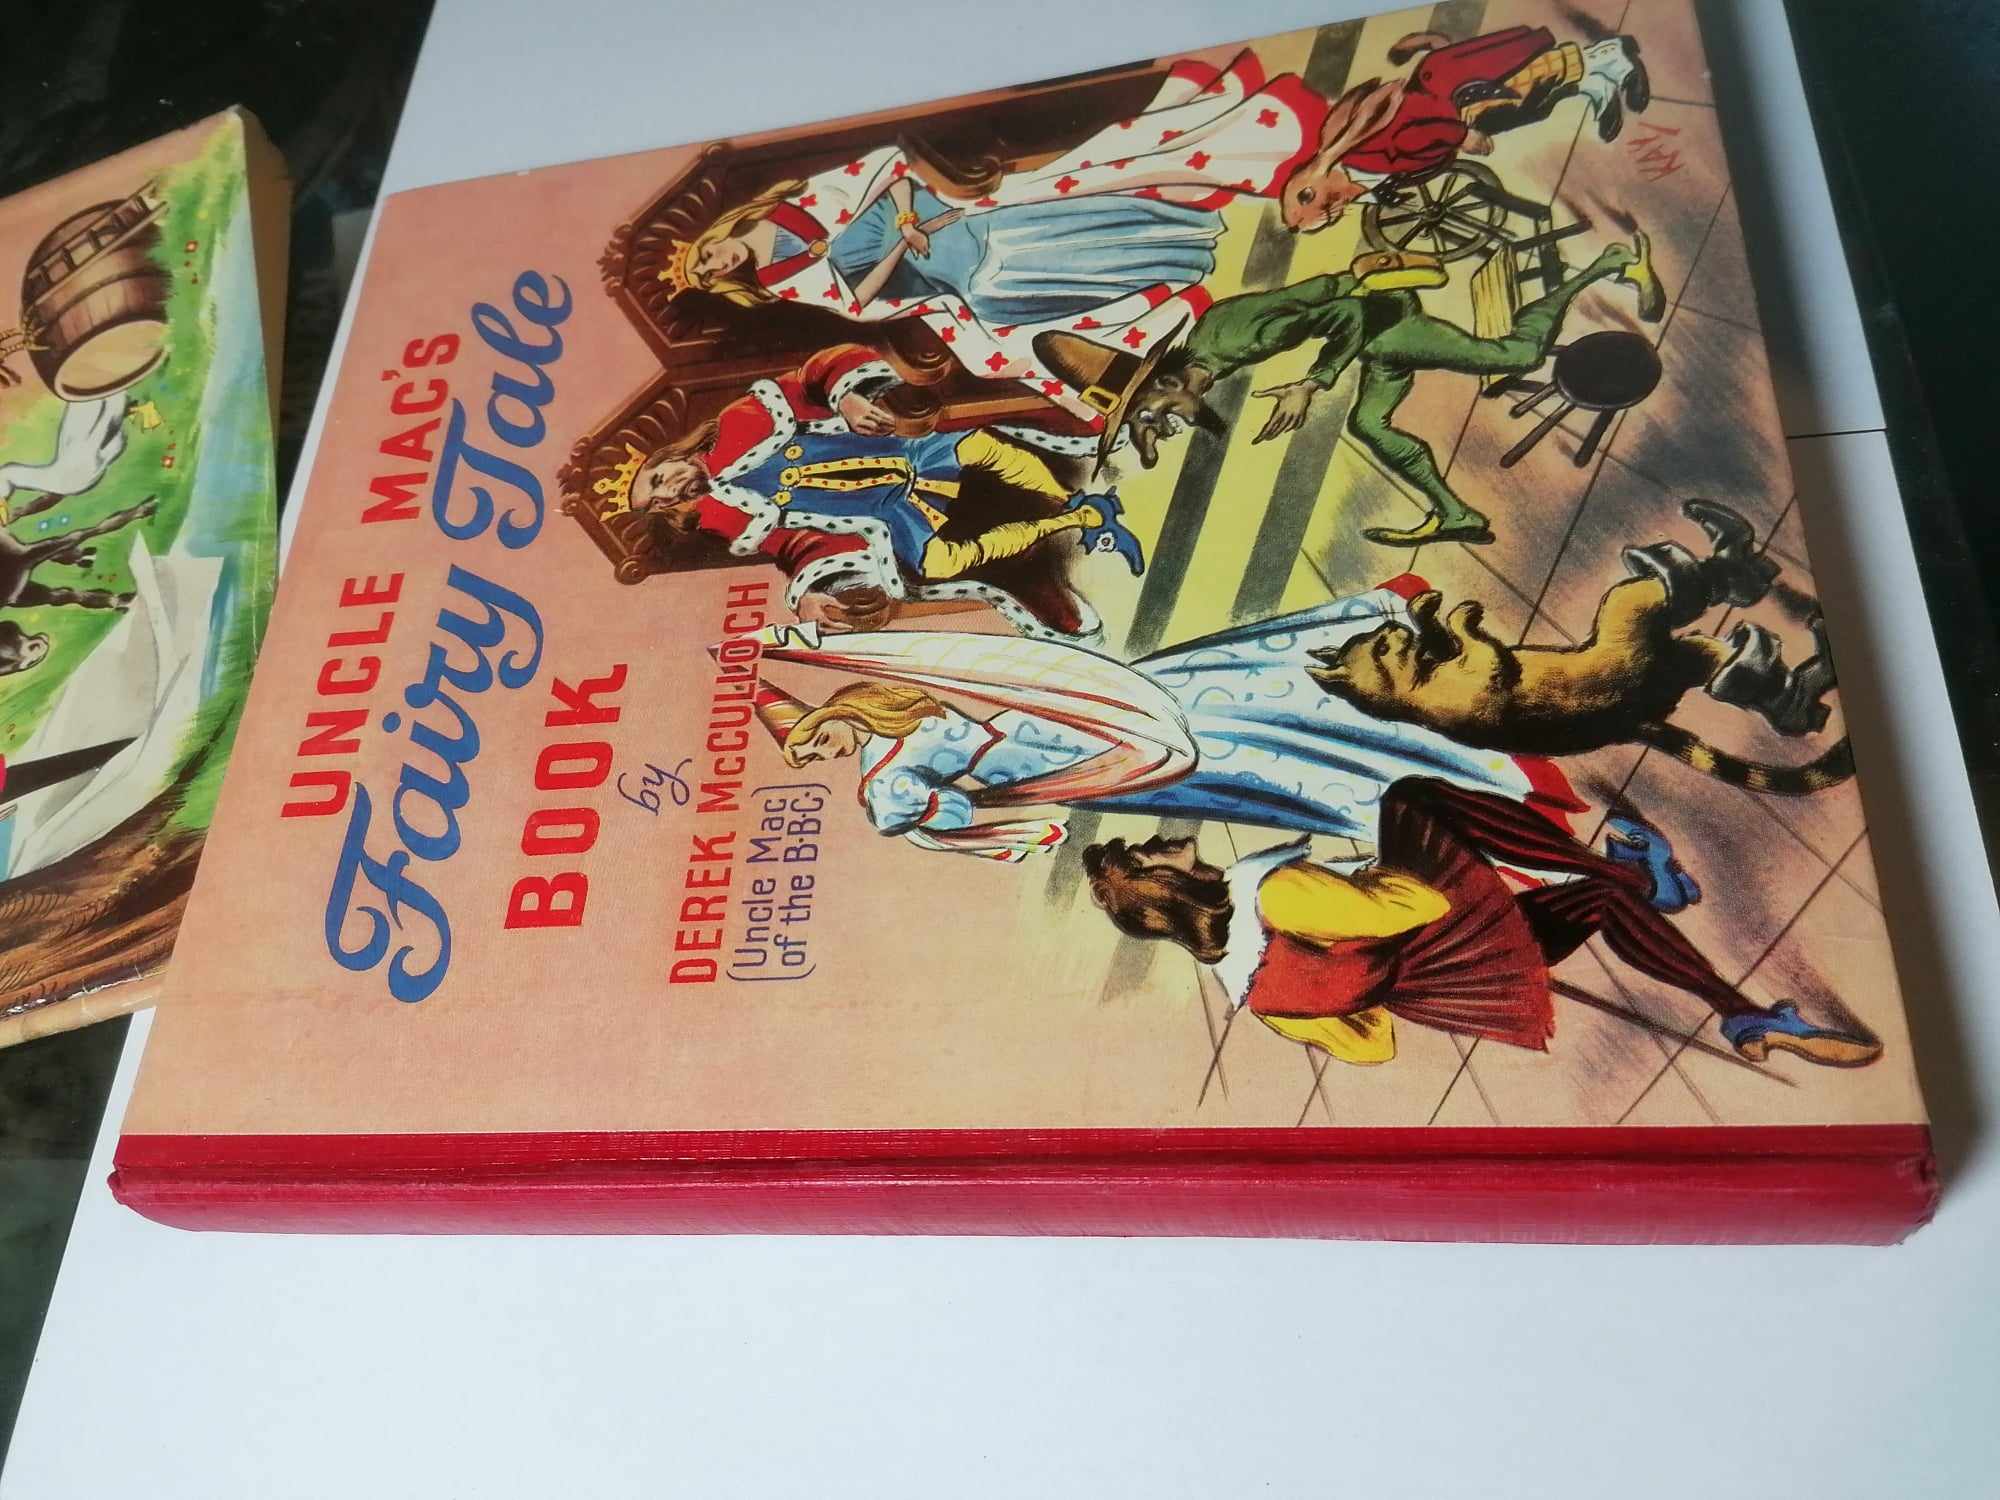 UNCLE MAC'S
Fairy Tale
BOOK
by
DEREK McCULLOCH
(Uncle Mac
of the B·B·C·)
KAY